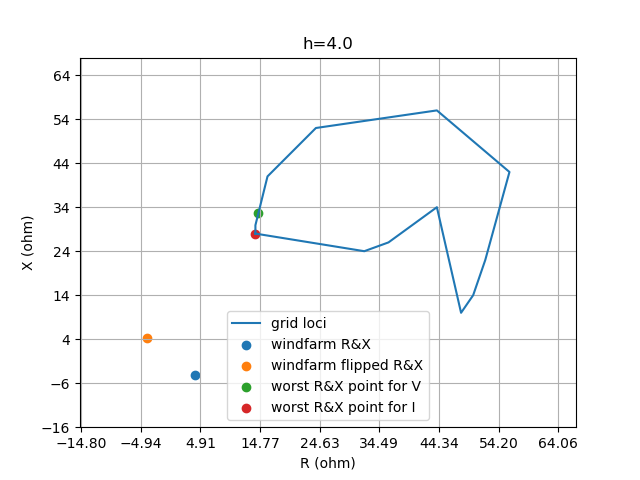 h=4.0
64
54
44
34
24
14
4
−6
−16
X (ohm)
grid loci
windfarm R&X
windfarm flipped R&X
worst R&X point for V
worst R&X point for I
−14.80 −4.94 4.91 14.77 24.63 34.49 44.34 54.20 64.06
R (ohm)